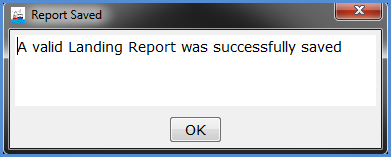 Report Saved
A valid Landing Report was successfully saved
OK